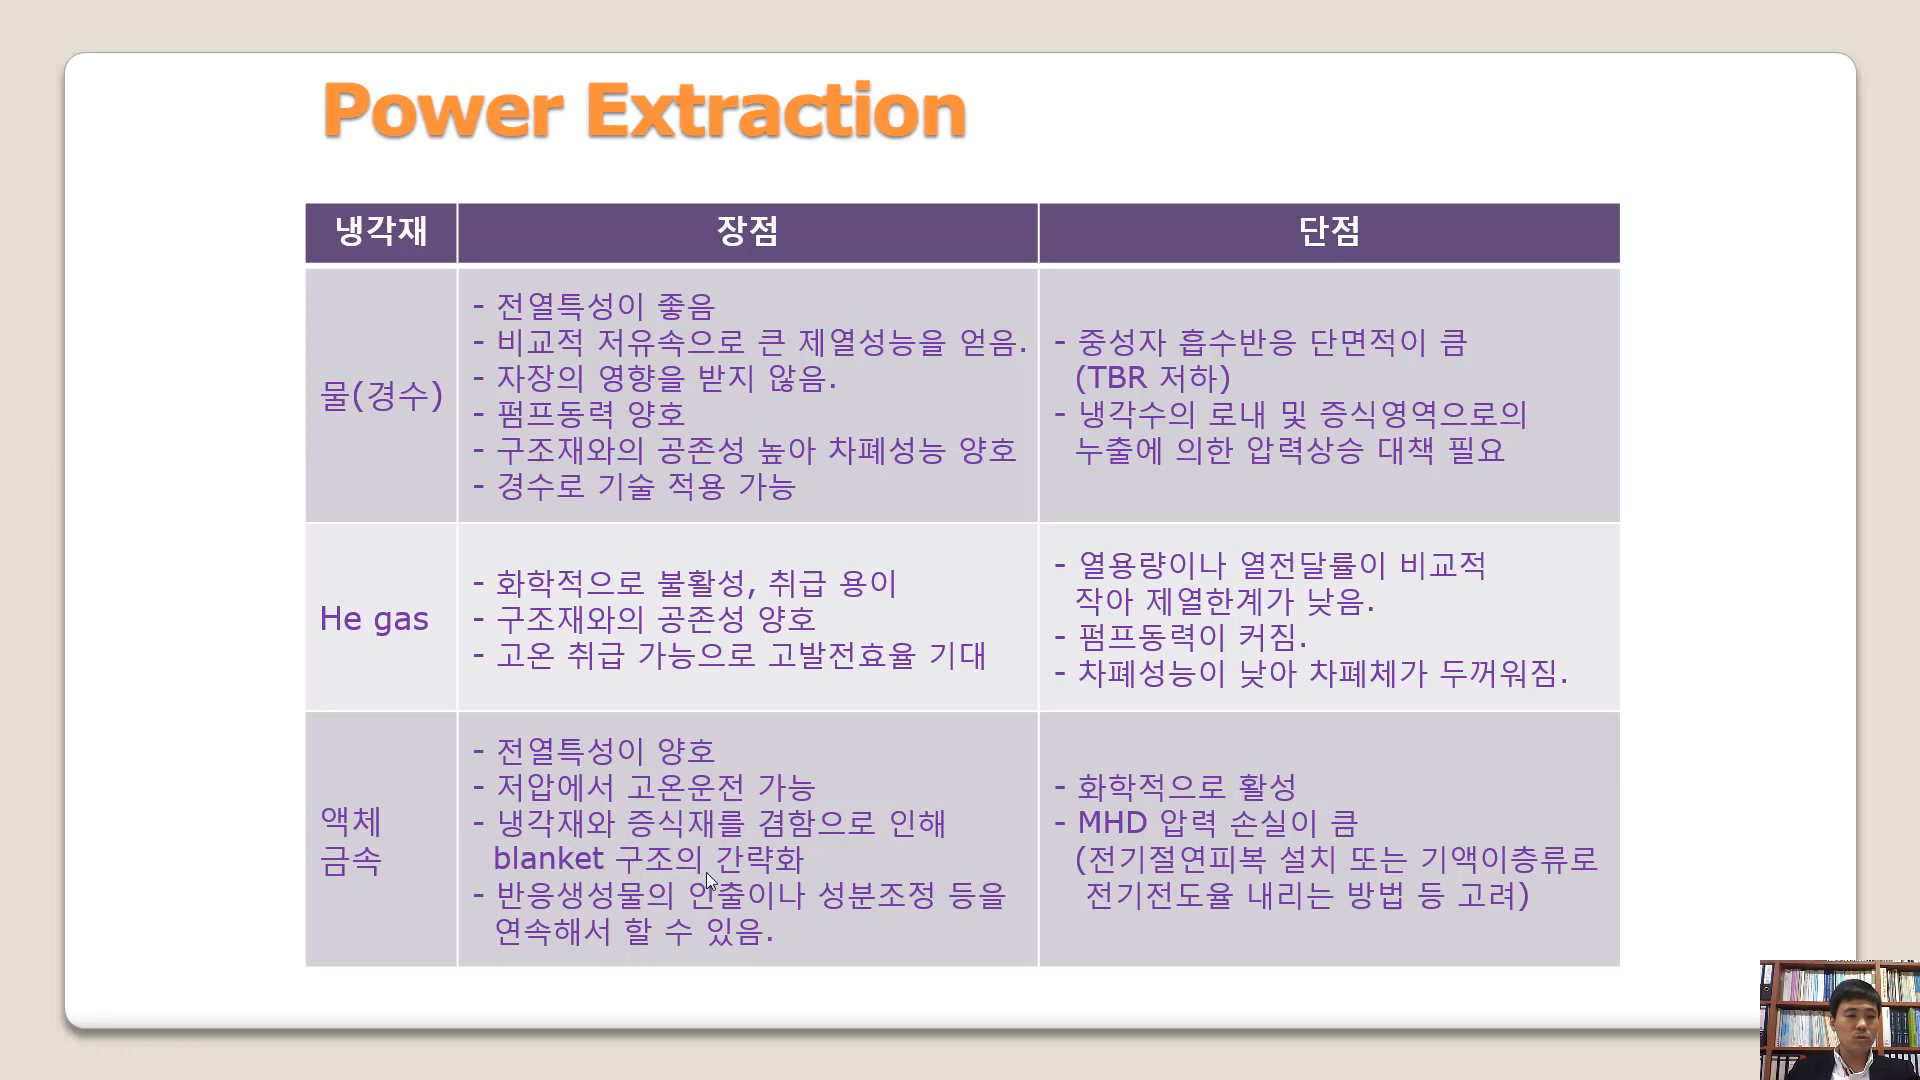 Power Extraction
냉각재 장점 단점
물(경수)
- 전열특성이 좋음
- 비교적 저유속으로 큰 제열성능을 얻음.
- 자장의 영향을 받지 않음.
- 펌프동력 양호
- 구조재와의 공존성 높아 차폐성능 양호
- 경수로 기술 적용 가능
- 중성자 흡수반응 단면적이 큼
(TBR 저하)
- 냉각수의 로내 및 증식영역으로의
누출에 의한 압력상승 대책 필요
He gas
- 화학적으로 불활성, 취급 용이
- 구조재와의 공존성 양호
- 고온 취급 가능으로 고발전효율 기대
- 열용량이나 열전달률이 비교적
작아 제열한계가 낮음.
- 펌프동력이 커짐.
- 차폐성능이 낮아 차폐체가 두꺼워짐.
액체
금속
- 전열특성이 양호
- 저압에서 고온운전 가능
- 냉각재와 증식재를 겸함으로 인해
blanket 구조의 간략화
- 반응생성물의 인출이나 성분조정 등을
연속해서 할 수 있음.
- 화학적으로 활성
- MHD 압력 손실이 큼
(전기절연피복 설치 또는 기액이층류로
전기전도율 내리는 방법 등 고려)